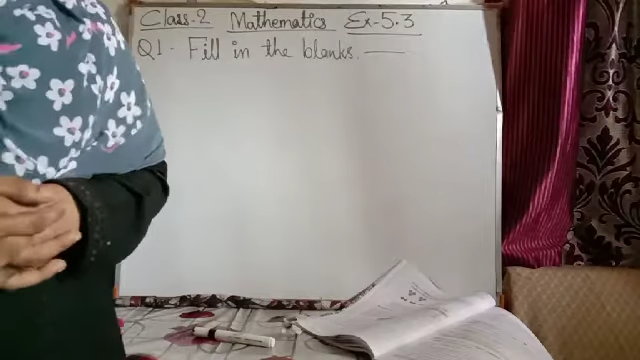 Class-2 Mathematics Ex-5.3
Q1- Fill in the blanks. ——